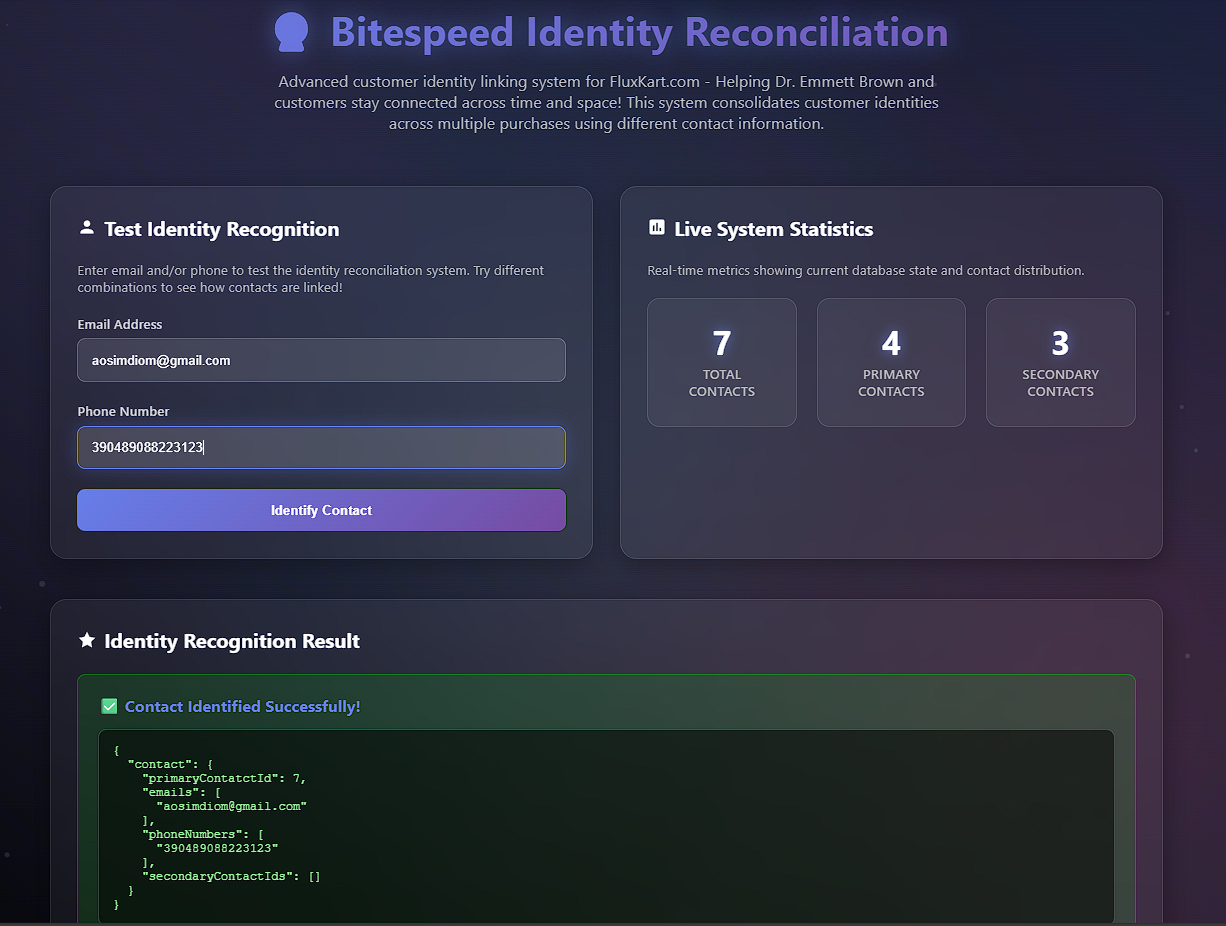 Bitespeed Identity Reconciliation
Advanced customer identity linking system for FluxKart.com - Helping Dr. Emmett Brown and
customers stay connected across time and space! This system consolidates customer identities
across multiple purchases using different contact information.
Test Identity Recognition
Enter email and/or phone to test the identity reconciliation system. Try different
combinations to see how contacts are linked!
Email Address
aosimdiom@gmail.com
Phone Number
390489088223123
Identify Contact
Live System Statistics
Real-time metrics showing current database state and contact distribution.
7
TOTAL
CONTACTS
4
PRIMARY
CONTACTS
3
SECONDARY
CONTACTS
Identity Recognition Result
Contact Identified Successfully!
{
"contact": {
"primaryContatctId": 7,
"emails": [
"aosimdiom@gmail.com"
],
"phoneNumbers": [
"390489088223123"
],
"secondaryContactIds": []
}
}